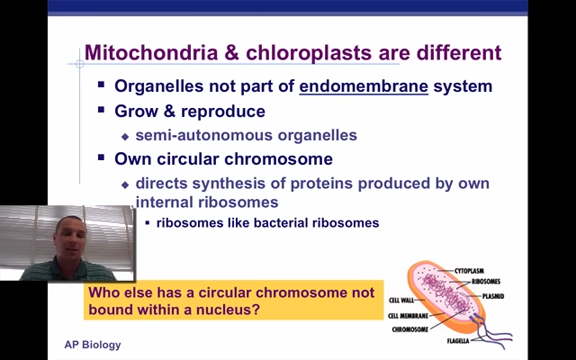 Mitochondria & chloroplasts are different
Organelles not part of endomembrane system
Grow & reproduce
semi-autonomous organelles
Own circular chromosome
directs synthesis of proteins produced by own
internal ribosomes
ribosomes like bacterial ribosomes
Who else has a circular chromosome not
bound within a nucleus?
CYTOPLASM
RIBOSOMES
PLASMID
CELL WALL
CELL MEMBRANE
CHROMOSOME
FLAGELLA
AP Biology